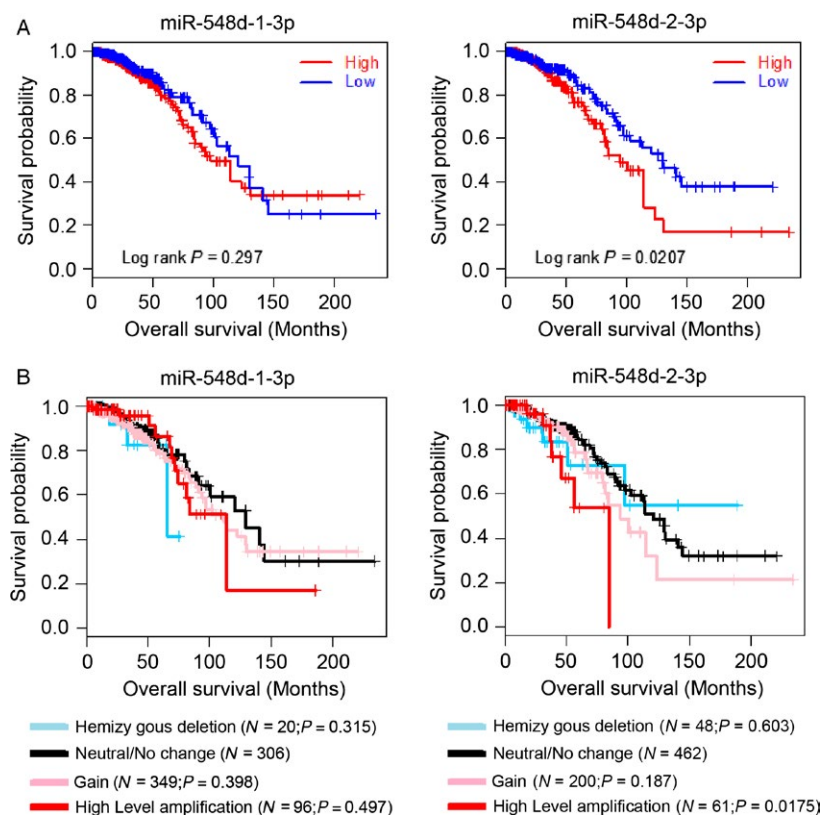 A
miR-548d-1-3p
miR-548d-2-3p
Survival probability
1.0
0.8
0.6
0.4
0.2
0.0
High
Low
Log rank P = 0.297
0 50 100 150 200
Overall survival (Months)
Survival probability
1.0
0.8
0.6
0.4
0.2
0.0
High
Low
Log rank P = 0.0207
0 50 100 150 200
Overall survival (Months)
B
miR-548d-1-3p
miR-548d-2-3p
Survival probability
1.0
0.8
0.6
0.4
0.2
0.0
0 50 100 150 200
Overall survival (Months)
Survival probability
1.0
0.8
0.6
0.4
0.2
0.0
0 50 100 150 200
Overall survival (Months)
Hemizy gous deletion (N = 20;P = 0.315)
Neutral/No change (N = 306)
Gain (N = 349;P = 0.398)
High Level amplification (N = 96;P = 0.497)
Hemizy gous deletion (N = 48;P = 0.603)
Neutral/No change (N = 462)
Gain (N = 200;P = 0.187)
High Level amplification (N = 61;P = 0.0175)